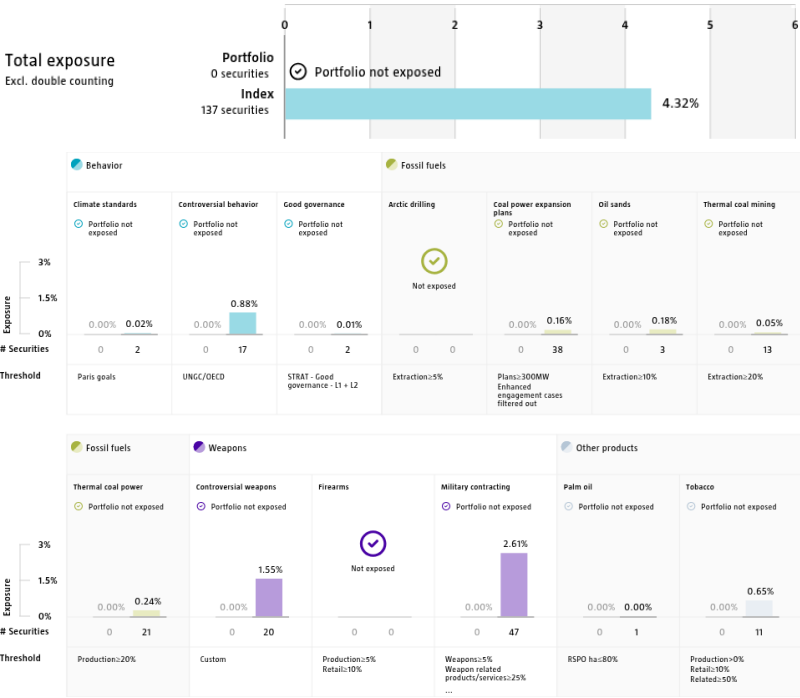 0 1 2 3 4 5 6
Total exposure
Excl. double counting
Portfolio
0 securities
Portfolio not exposed
Index
137 securities
4.32%
Behavior
Fossil fuels
Climate standards
Portfolio not
exposed
Controversial behavior
Portfolio not
exposed
Good governance
Portfolio not
exposed
Arctic drilling
Not exposed
Coal power expansion
plans
Portfolio not
exposed
Oil sands
Portfolio not
exposed
Thermal coal mining
Portfolio not
exposed
Exposure
3%
1.5%
0%
0.00% 0.02%
0.00% 0.88%
0.00% 0.01%
0.00% 0.16%
0.00% 0.18%
0.00% 0.05%
# Securities
0 2
0 17
0 2
0 0
0 38
0 3
0 13
Threshold
Paris goals
UNGC/OECD
STRAT - Good
governance - L1 + L2
Extraction≥5%
Plans≥300MW
Enhanced
engagement cases
filtered out
Extraction≥10%
Extraction≥20%
Fossil fuels
Weapons
Other products
Thermal coal power
Portfolio not exposed
Controversial weapons
Portfolio not exposed
Firearms
Not exposed
Military contracting
Portfolio not exposed
Palm oil
Portfolio not exposed
Tobacco
Portfolio not exposed
Exposure
3%
1.5%
0%
0.00% 0.24%
0.00% 1.55%
0.00% 2.61%
0.00% 0.00%
0.00% 0.65%
# Securities
0 21
0 20
0 0
0 47
0 1
0 11
Threshold
Production≥20%
Custom
Production≥5%
Retail≥10%
Weapons≥5%
Weapon related
products/services≥25%
...
RSPO ha≤80%
Production>0%
Retail≥10%
Related≥50%